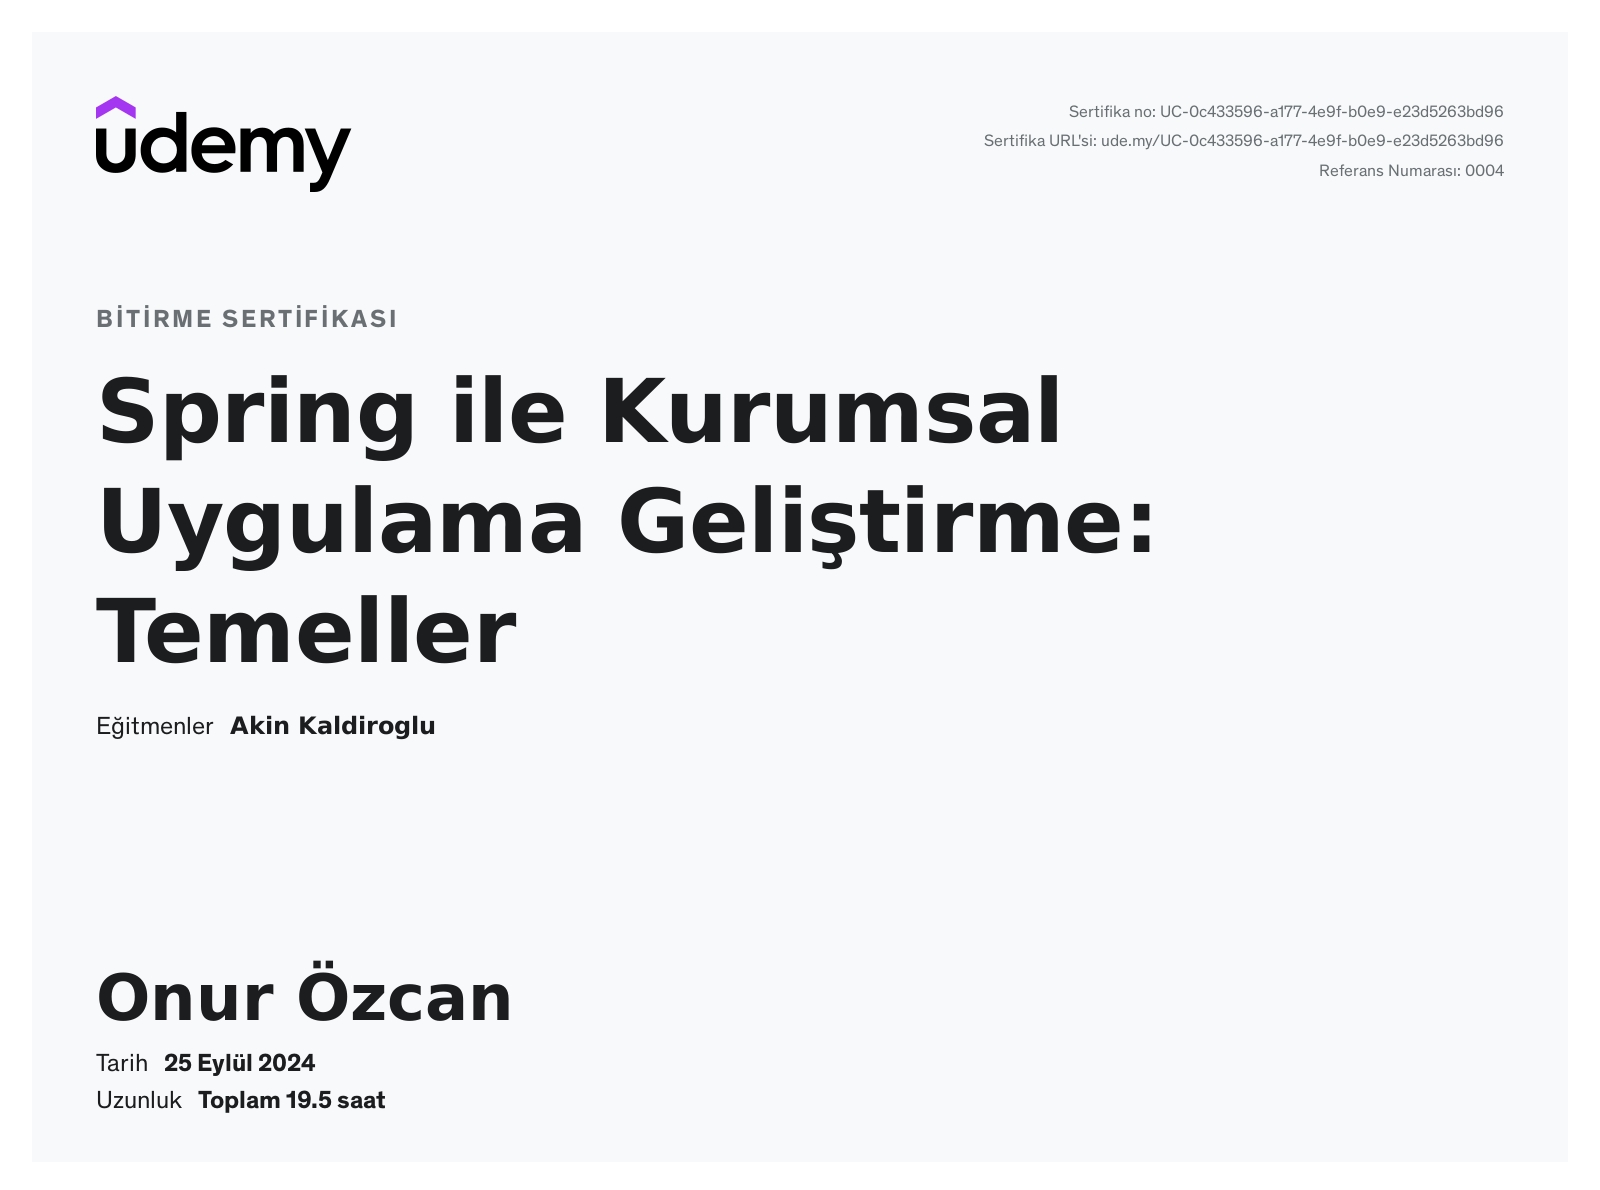 udemy
Sertifika no: UC-0c433596-a177-4e9f-b0e9-e23d5263bd96
Sertifika URL'si: ude.my/UC-0c433596-a177-4e9f-b0e9-e23d5263bd96
Referans Numarası: 0004
BİTİRME SERTİFİKASI
Spring ile Kurumsal
Uygulama Geliştirme:
Temeller
Eğitmenler Akin Kaldiroglu
Onur Özcan
Tarih 25 Eylül 2024
Uzunluk Toplam 19.5 saat